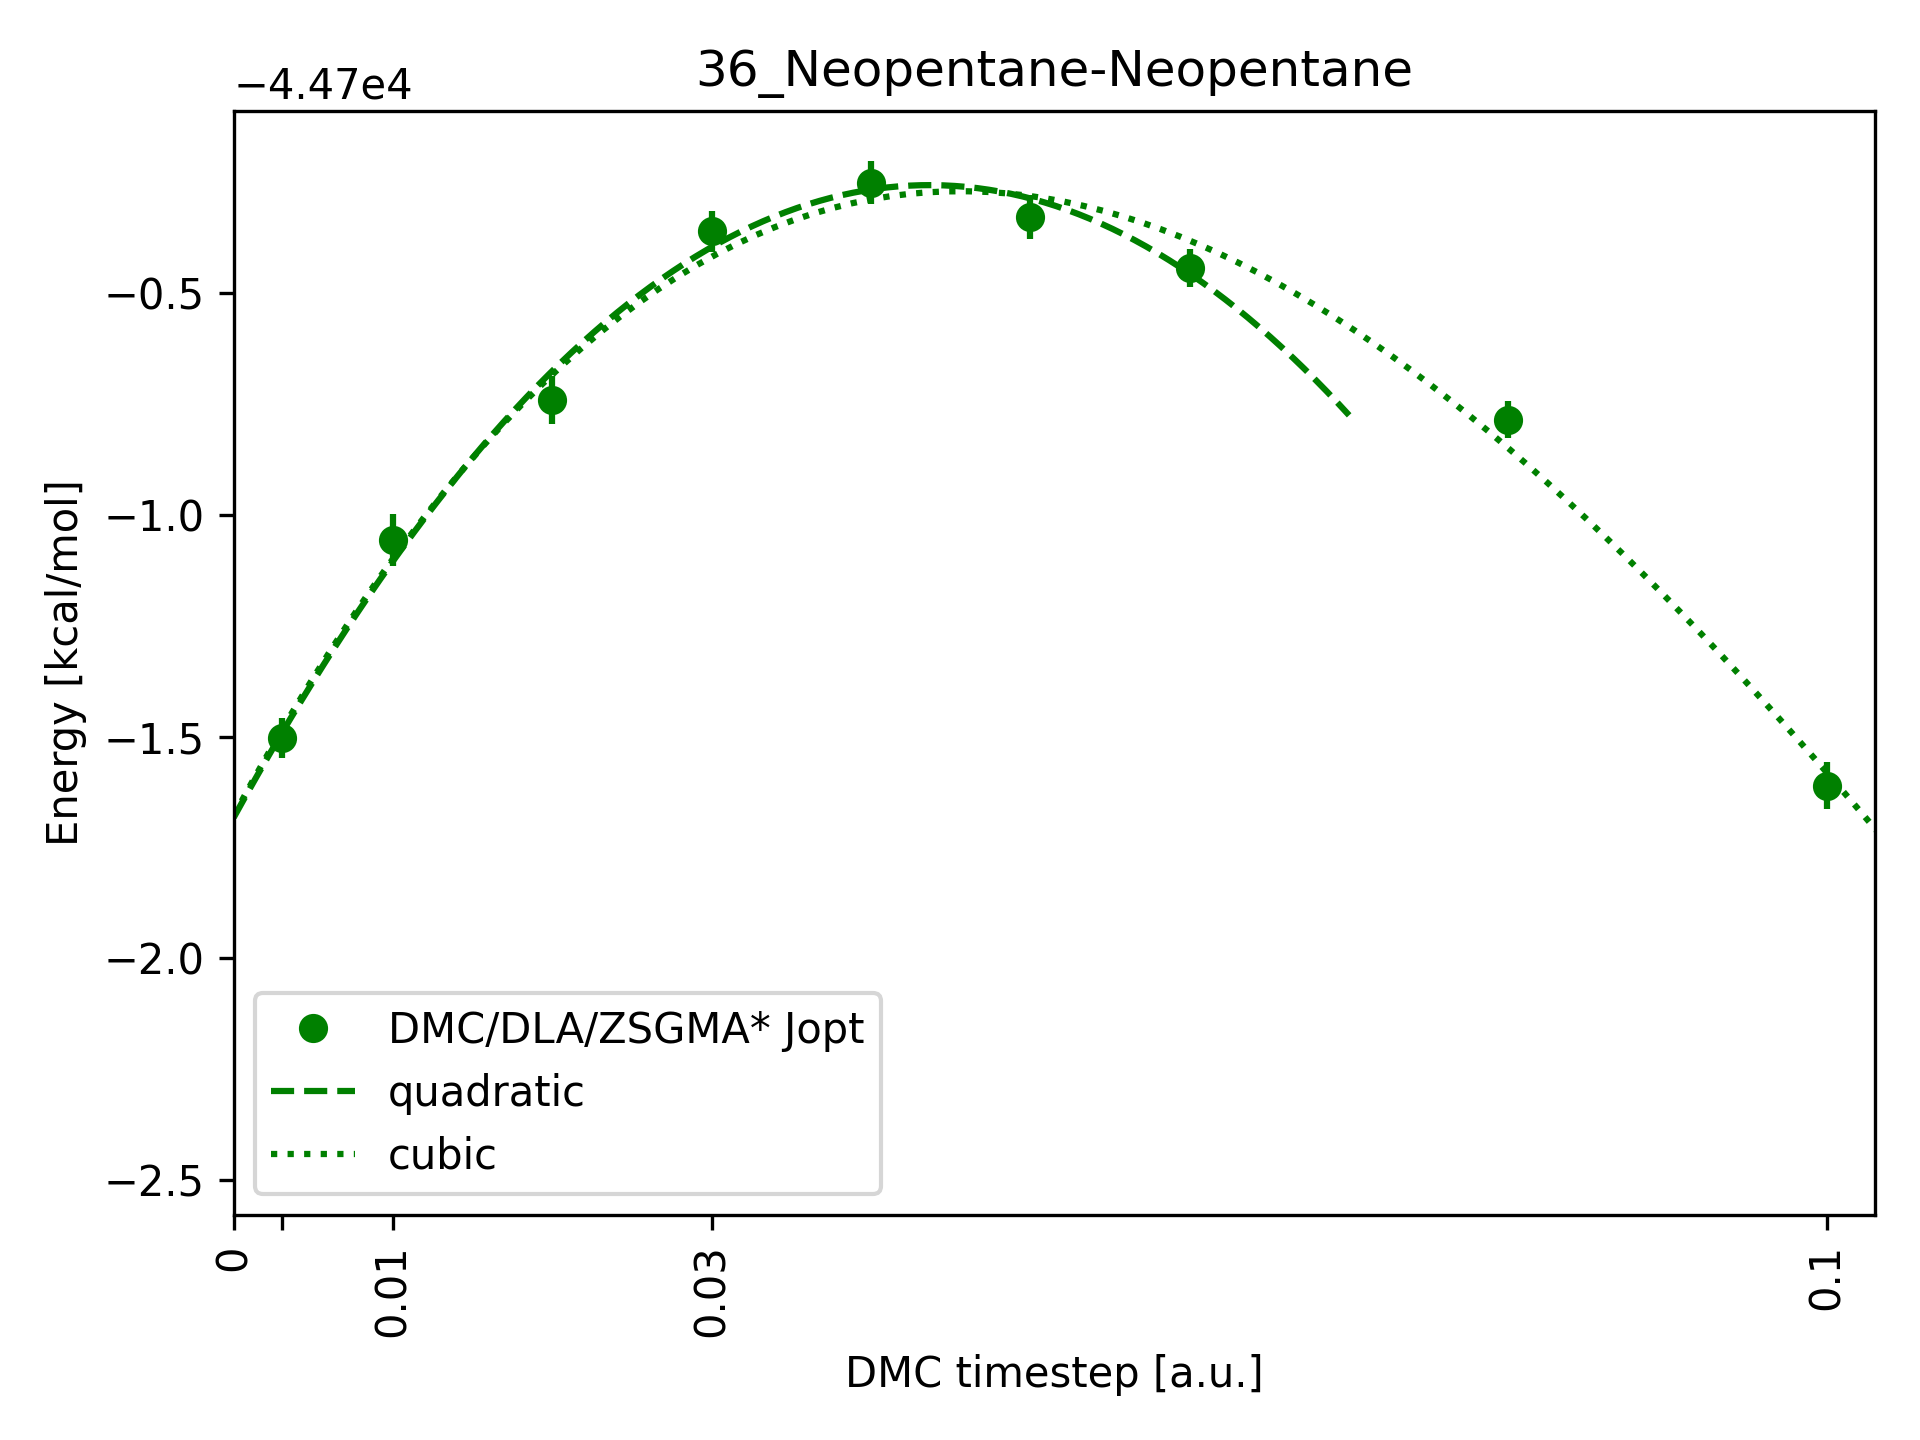 36_Neopentane-Neopentane
−4.47e4
−0.5
−1.0
−1.5
−2.0
−2.5
Energy [kcal/mol]
DMC/DLA/ZSGMA* Jopt
quadratic
cubic
0
0.01
0.03
0.1
DMC timestep [a.u.]